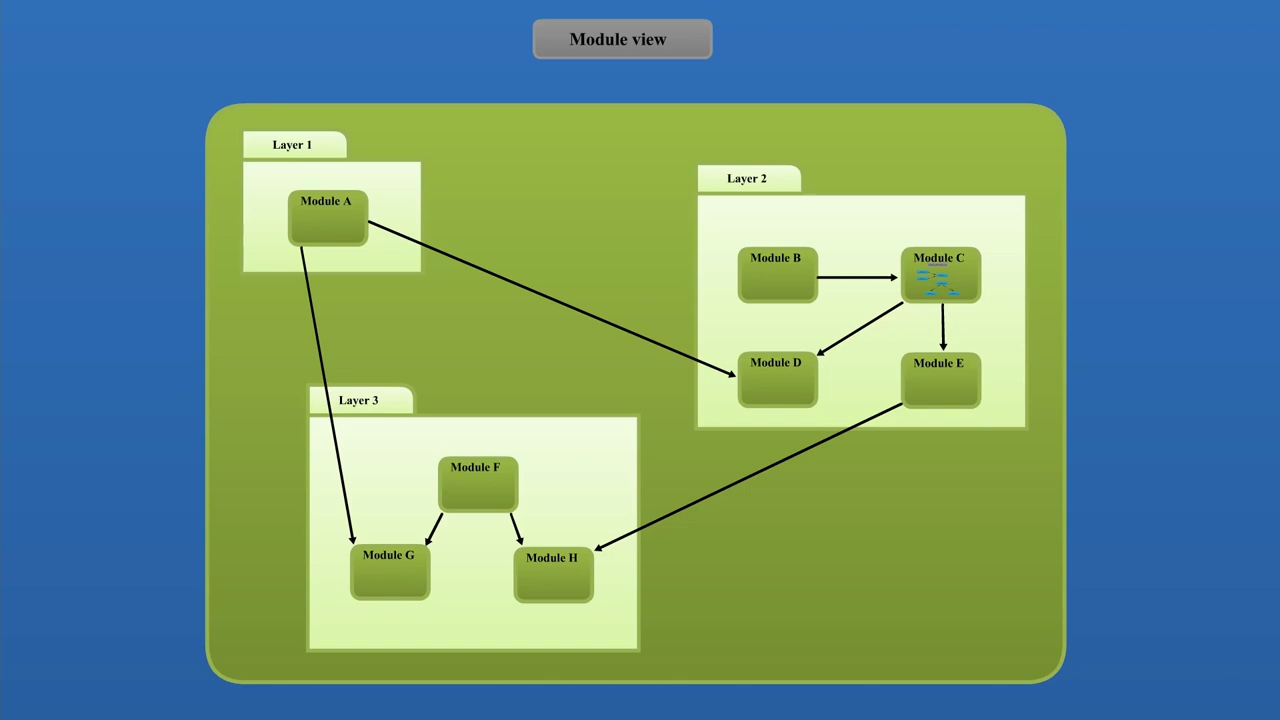 Module view
Layer 1
Module A
Layer 2
Module B
Module C
Module D
Module E
Layer 3
Module F
Module G
Module H